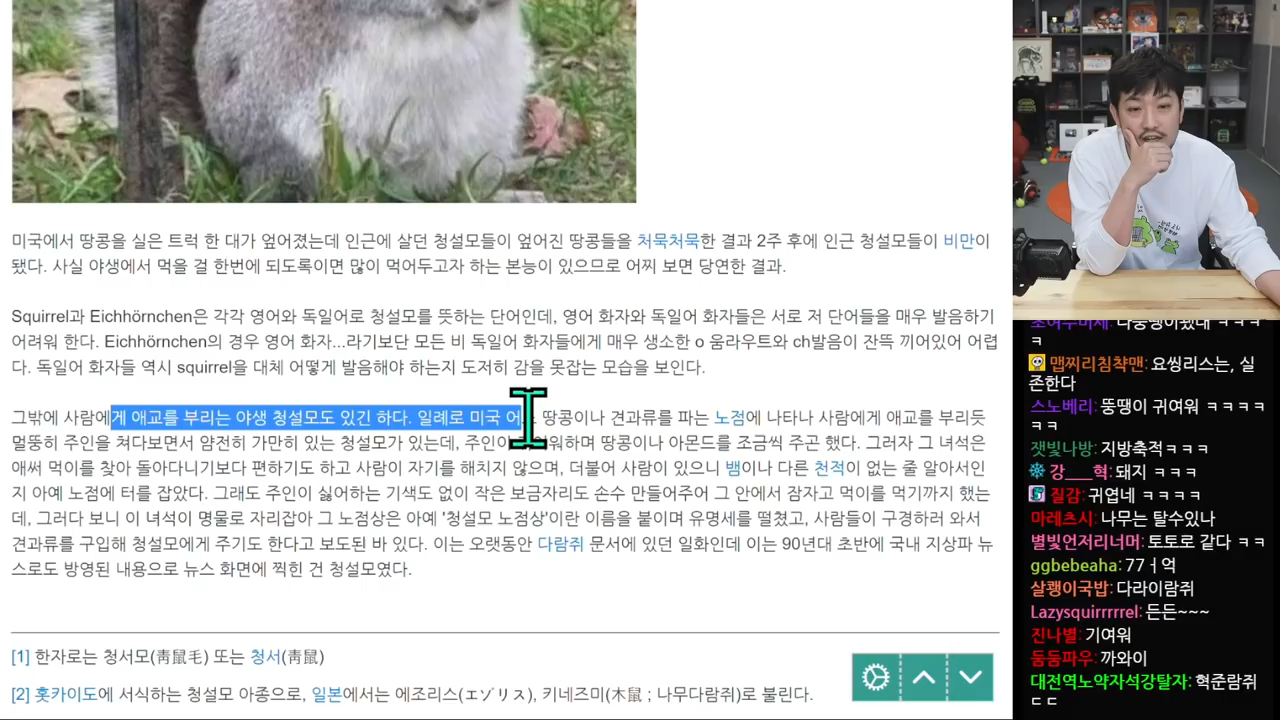 미국에서 땅콩을 실은 트럭 한 대가 엎어졌는데 인근에 살던 청설모들이 엎어진 땅콩들을 처묵처묵한 결과 2주 후에 인근 청설모들이 비만이
됐다. 사실 야생에서 먹을 걸 한번에 되도록이면 많이 먹어두고자 하는 본능이 있으므로 어찌 보면 당연한 결과.
Squirrel과 Eichhörnchen은 각각 영어와 독일어로 청설모를 뜻하는 단어인데, 영어 화자와 독일어 화자들은 서로 저 단어들을 매우 발음하기
어려워 한다. Eichhörnchen의 경우 영어 화자...라기보단 모든 비 독일어 화자들에게 매우 생소한 o 움라우트와 ch발음이 잔뜩 끼어있어 어렵
다. 독일어 화자들 역시 squirrel을 대체 어떻게 발음해야 하는지 도저히 감을 못잡는 모습을 보인다.
그밖에 사람에게 애교를 부리는 야생 청설모도 있긴 하다. 일례로 미국 어느 땅콩이나 견과류를 파는 노점에 나타나 사람에게 애교를 부리듯
멀뚱히 주인을 쳐다보면서 얌전히 가만히 있는 청설모가 있는데, 주인이 워하며 땅콩이나 아몬드를 조금씩 주곤 했다. 그러자 그 녀석은
애써 먹이를 찾아 돌아다니기보다 편하기도 하고 사람이 자기를 해치지 않으며, 더불어 사람이 있으니 뱀이나 다른 천적이 없는 줄 알아서인
지 아예 노점에 터를 잡았다. 그래도 주인이 싫어하는 기색도 없이 작은 보금자리도 손수 만들어주어 그 안에서 잠자고 먹이를 먹기까지 했는
데, 그러다 보니 이 녀석이 명물로 자리잡아 그 노점상은 아예 '청설모 노점상'이란 이름을 붙이며 유명세를 떨쳤고, 사람들이 구경하러 와서
견과류를 구입해 청설모에게 주기도 한다고 보도된 바 있다. 이는 오랫동안 다람쥐 문서에 있던 일화인데 이는 90년대 초반에 국내 지상파 뉴
스로도 방영된 내용으로 뉴스 화면에 찍힌 건 청설모였다.
[1] 한자로는 청서모(靑鼠毛) 또는 청서(靑鼠)
[2] 홋카이도에 서식하는 청설모 아종으로, 일본에서는 에조리스(エゾリス), 키네즈미(木鼠 ; 나무다람쥐)로 불린다.
ㅋ
맵찌리침챡맨: 요씽리스는, 실
존한다
스노베리: 뚱땡이 귀여워 ㅋㅋㅋㅋ
ㅋㅋ
잿빛나방: 지방축적ㅋㅋㅋ
강___혁: 돼지 ㅋㅋㅋ
질감: 귀엽네 ㅋㅋㅋㅋ
마레츠시: 나무는 탈수있나
별빛언저리너머: 토토로 같다 ㅋㅋ
ggbebeaha: 77ㅓ억
살쾡이국밥: 다라이람쥐
Lazysquirrrrrel: 든든~~~
진나별: 기여워
둠둠파우: 까와이
대전역노약자석강탈자: 혁준람쥐
ㄷㄷ